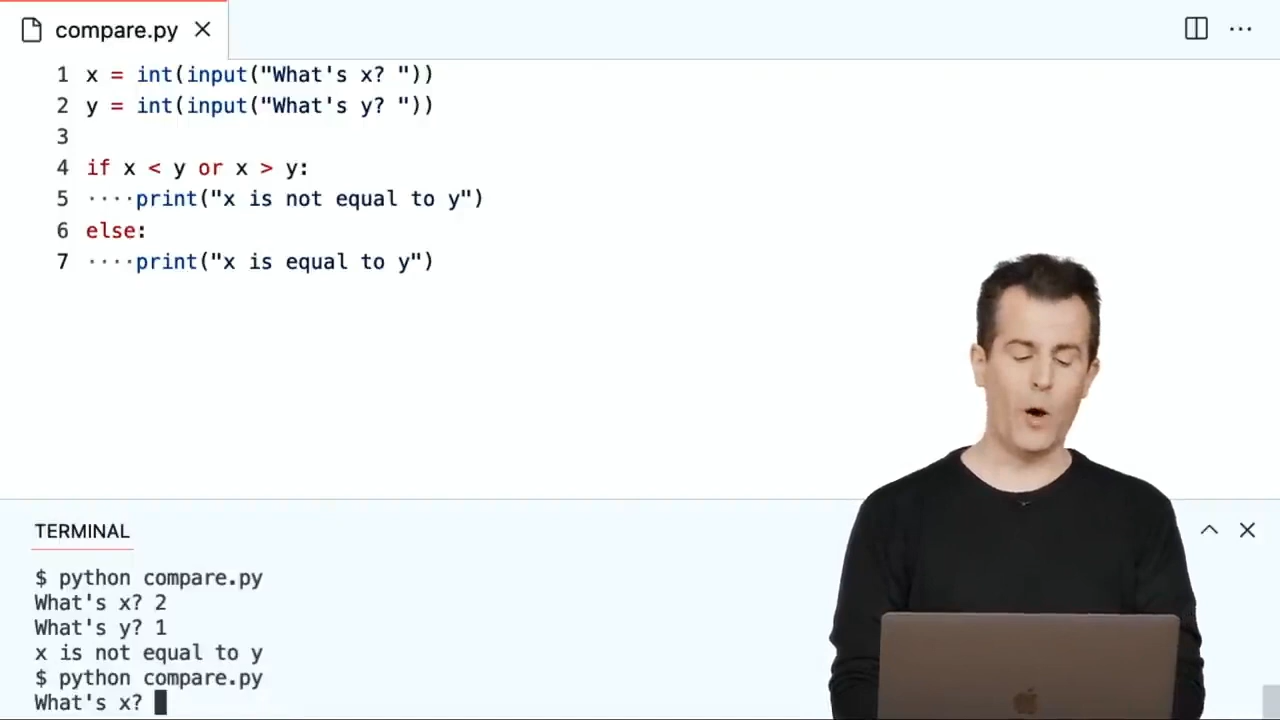 compare.py
1 x = int(input("What's x? "))
2 y = int(input("What's y? "))
3
4 if x < y or x > y:
5 ····print("x is not equal to y")
6 else:
7 ····print("x is equal to y")
TERMINAL
$ python compare.py
What's x? 2
What's y? 1
x is not equal to y
$ python compare.py
What's x?